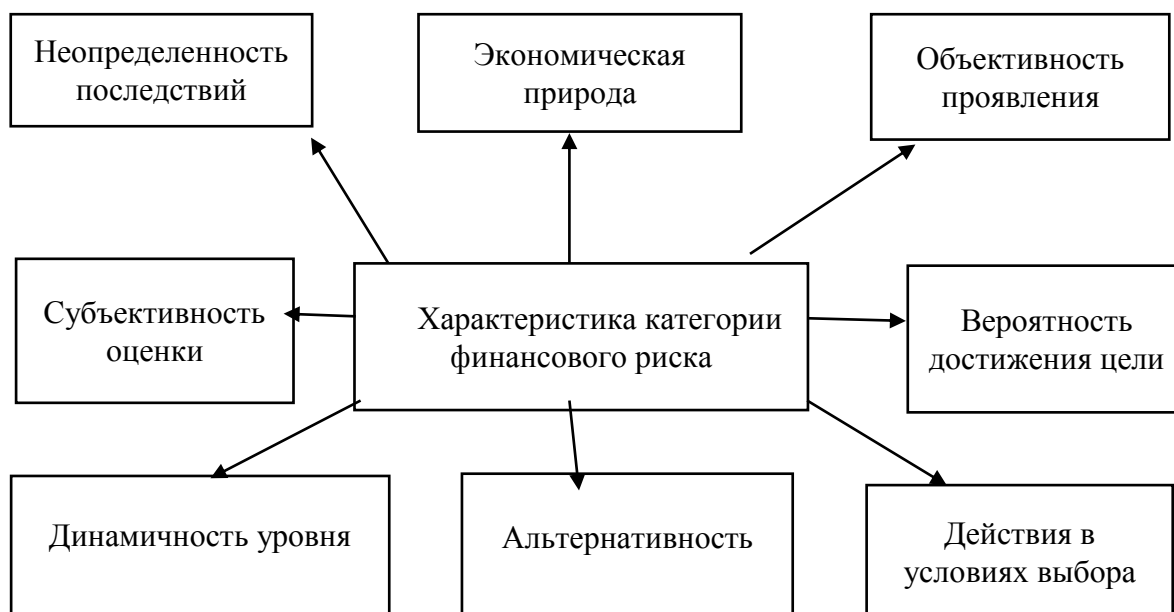 Неопределенность
последствий
Экономическая
природа
Объективность
проявления
Субъективность
оценки
Характеристика категории
финансового риска
Вероятность
достижения цели
Динамичность уровня
Альтернативность
Действия в
условиях выбора